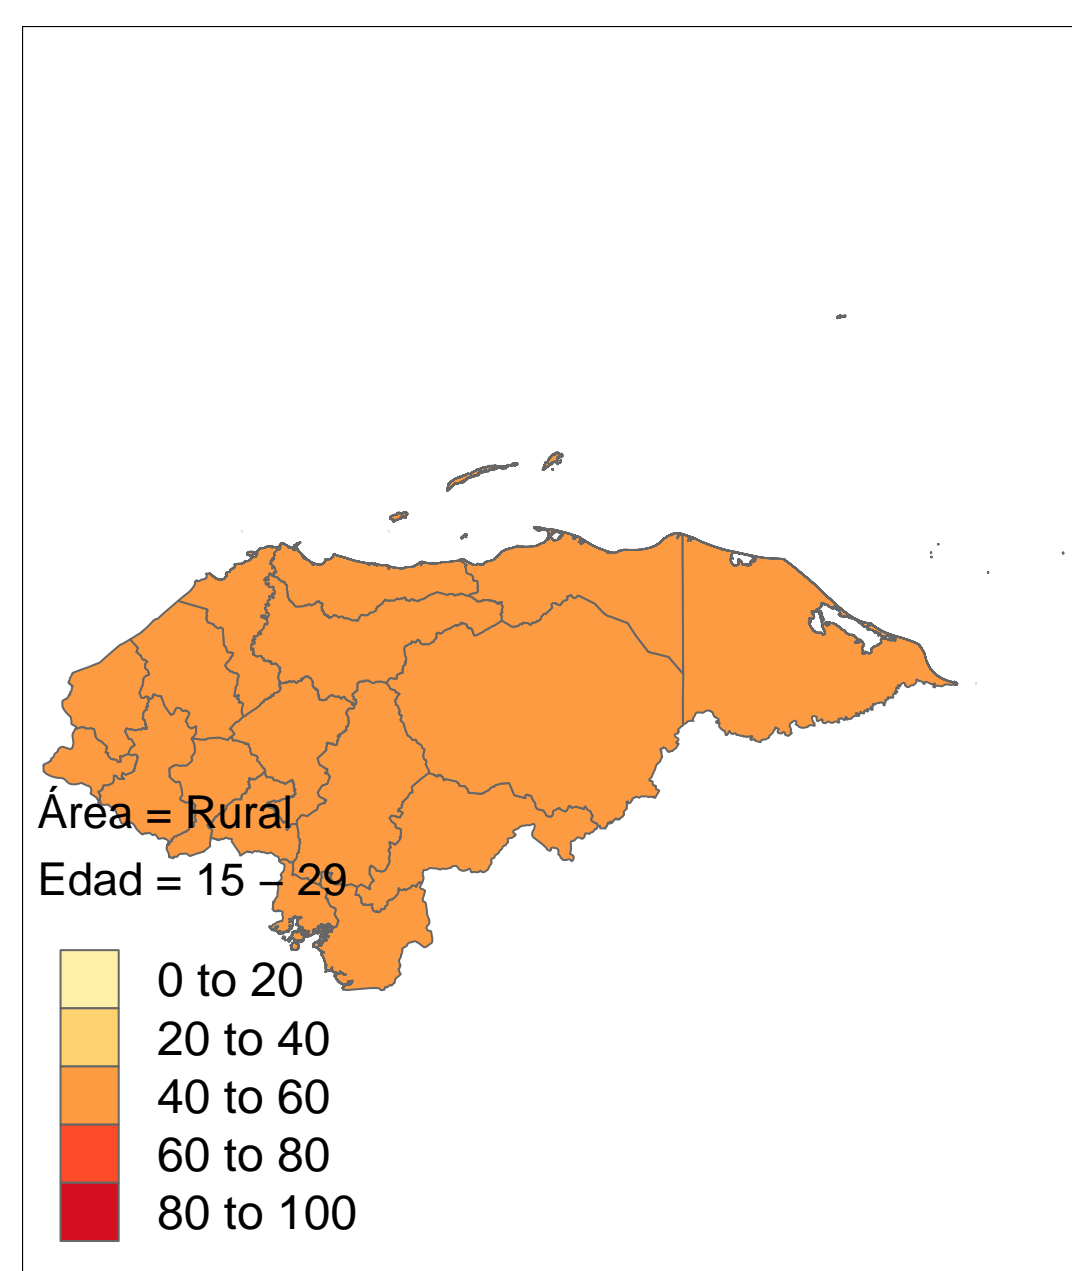 Área = Rural
Edad = 15 – 29
0 to 20
20 to 40
40 to 60
60 to 80
80 to 100